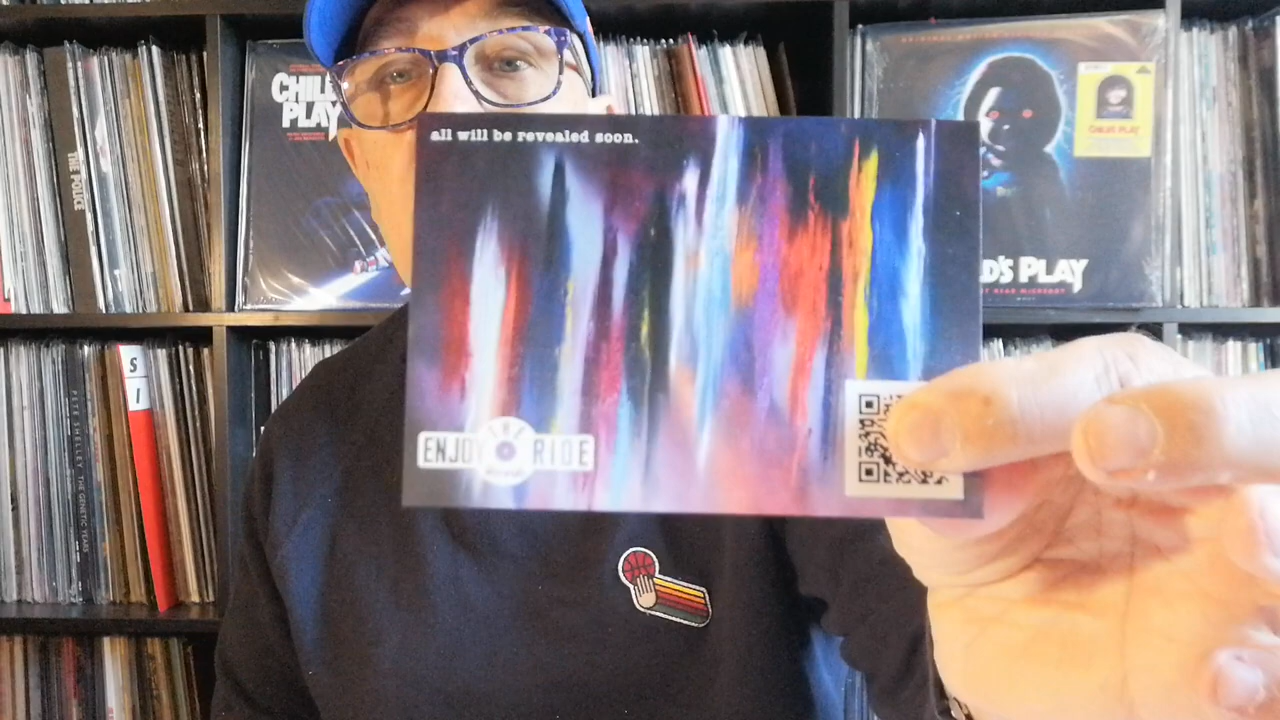 all will be revealed soon.
ENJOY THE RIDE
THE POLICE
CHILD'S
PLAY
CHILD'S PLAY
LD'S PLAY
S
I
PETE SHELLEY THE GENETIC YEARS